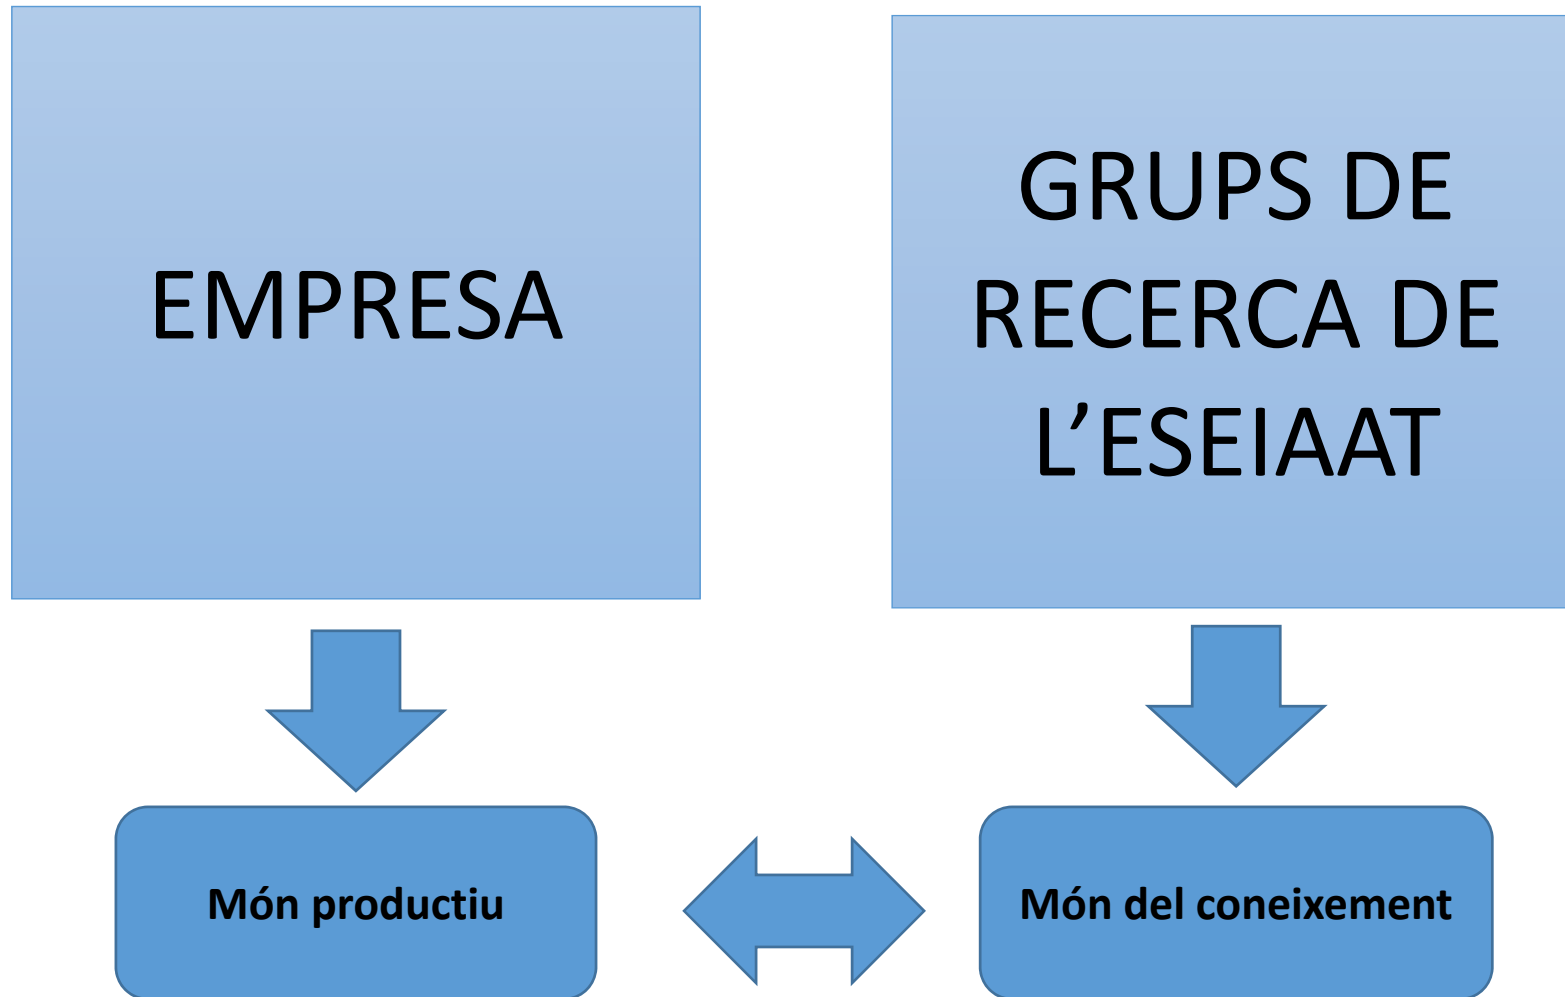 EMPRESA
GRUPS DE
RECERCA DE
L’ESEIAAT
Món productiu
Món del coneixement